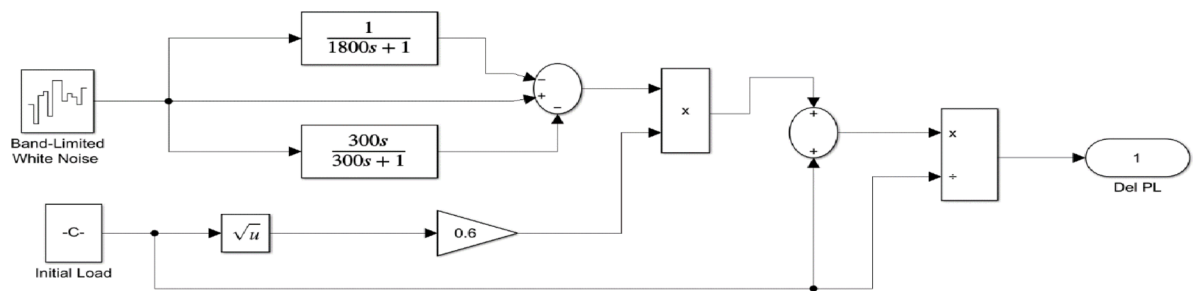 1
1800s + 1
−
+
−
Band-Limited
White Noise
300s
300s + 1
x
+
+
x
÷
1
Del PL
-C-
√u
0.6
Initial Load